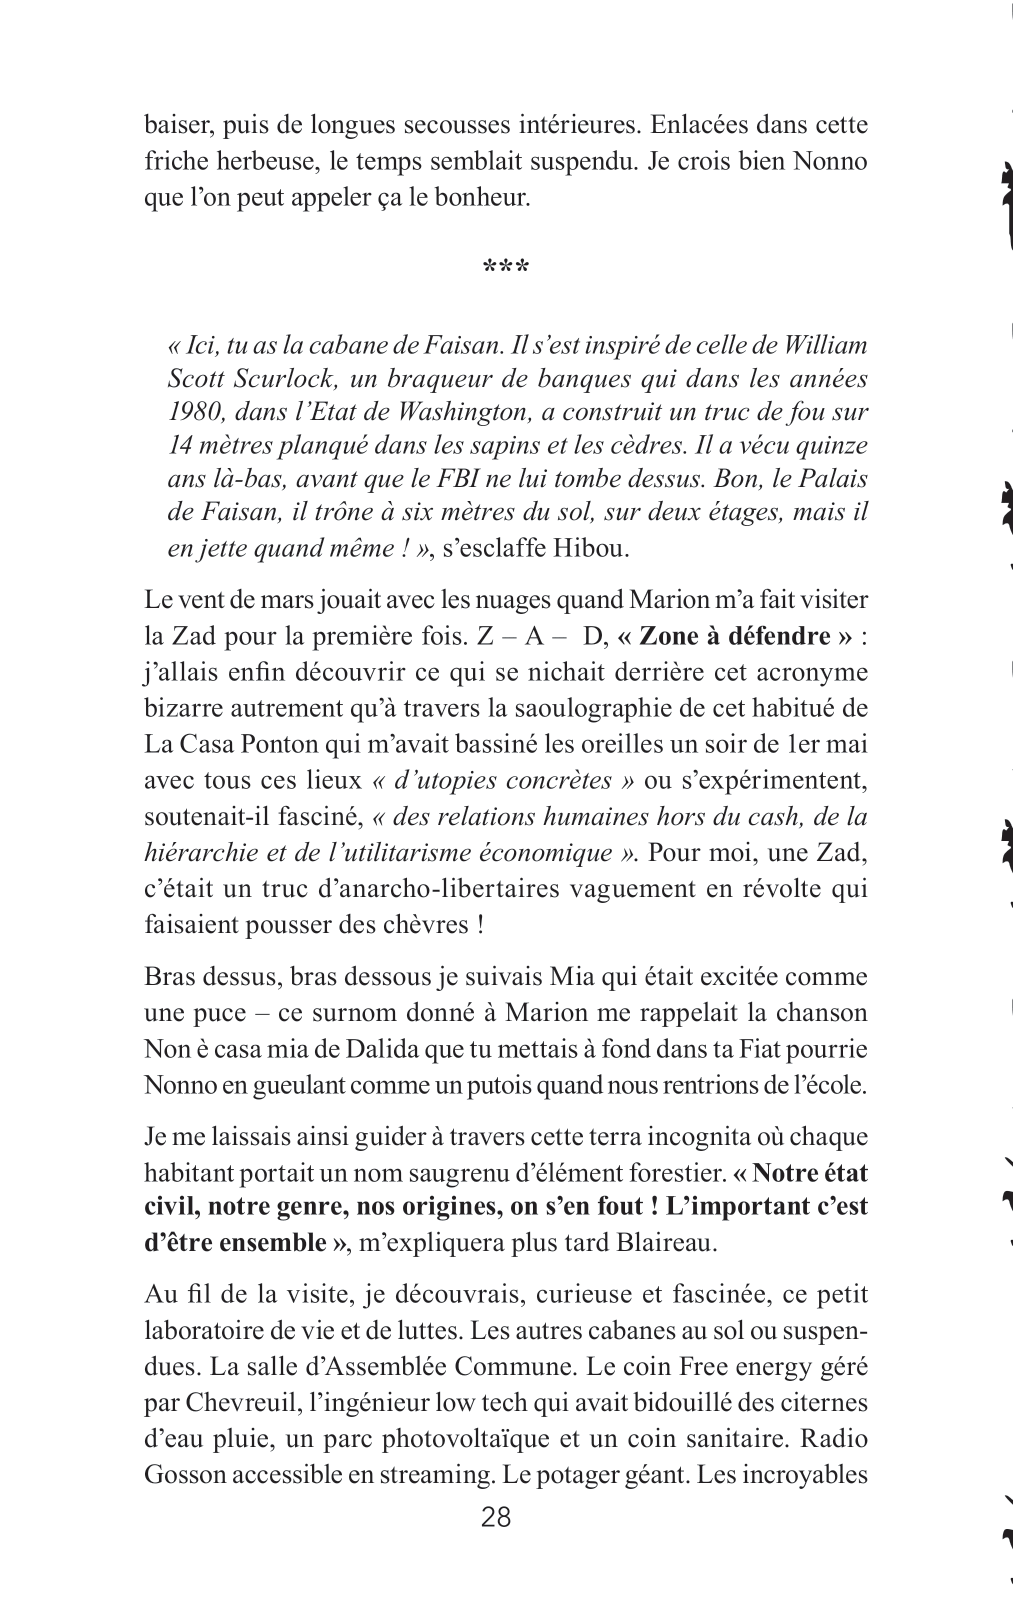 baiser, puis de longues secousses intérieures. Enlacées dans cette
friche herbeuse, le temps semblait suspendu. Je crois bien Nonno
que l’on peut appeler ça le bonheur.
***
« Ici, tu as la cabane de Faisan. Il s’est inspiré de celle de William
Scott Scurlock, un braqueur de banques qui dans les années
1980, dans l’Etat de Washington, a construit un truc de fou sur
14 mètres planqué dans les sapins et les cèdres. Il a vécu quinze
ans là-bas, avant que le FBI ne lui tombe dessus. Bon, le Palais
de Faisan, il trône à six mètres du sol, sur deux étages, mais il
en jette quand même ! », s’esclaffe Hibou.
Le vent de mars jouait avec les nuages quand Marion m’a fait visiter
la Zad pour la première fois. Z – A – D, « Zone à défendre » :
j’allais enfin découvrir ce qui se nichait derrière cet acronyme
bizarre autrement qu’à travers la saoulographie de cet habitué de
La Casa Ponton qui m’avait bassiné les oreilles un soir de 1er mai
avec tous ces lieux « d’utopies concrètes » ou s’expérimentent,
soutenait-il fasciné, « des relations humaines hors du cash, de la
hiérarchie et de l’utilitarisme économique ». Pour moi, une Zad,
c’était un truc d’anarcho-libertaires vaguement en révolte qui
faisaient pousser des chèvres !
Bras dessus, bras dessous je suivais Mia qui était excitée comme
une puce – ce surnom donné à Marion me rappelait la chanson
Non è casa mia de Dalida que tu mettais à fond dans ta Fiat pourrie
Nonno en gueulant comme un putois quand nous rentrions de l’école.
Je me laissais ainsi guider à travers cette terra incognita où chaque
habitant portait un nom saugrenu d’élément forestier. « Notre état
civil, notre genre, nos origines, on s’en fout ! L’important c’est
d’être ensemble », m’expliquera plus tard Blaireau.
Au fil de la visite, je découvrais, curieuse et fascinée, ce petit
laboratoire de vie et de luttes. Les autres cabanes au sol ou suspen-
dues. La salle d’Assemblée Commune. Le coin Free energy géré
par Chevreuil, l’ingénieur low tech qui avait bidouillé des citernes
d’eau pluie, un parc photovoltaïque et un coin sanitaire. Radio
Gosson accessible en streaming. Le potager géant. Les incroyables
28